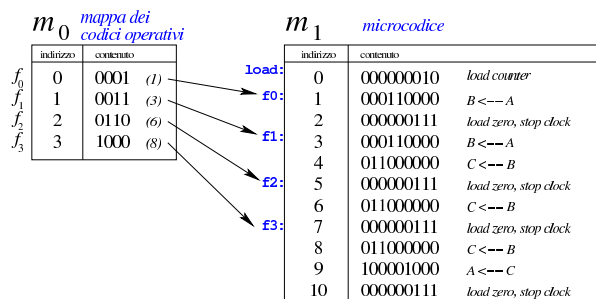 m0 mappa dei codici operativi
indirizzo contenuto
f0 0 0001 (1)
f1 1 0011 (3)
f2 2 0110 (6)
f3 3 1000 (8)
m1 microcodice
indirizzo contenuto
load: 0 000000010 load counter
f0: 1 000110000 B <−− A
2 000000111 load zero, stop clock
f1: 3 000110000 B <−− A
4 011000000 C <−− B
5 000000111 load zero, stop clock
f2: 6 011000000 C <−− B
7 000000111 load zero, stop clock
f3: 8 011000000 C <−− B
9 100001000 A <−− C
10 000000111 load zero, stop clock